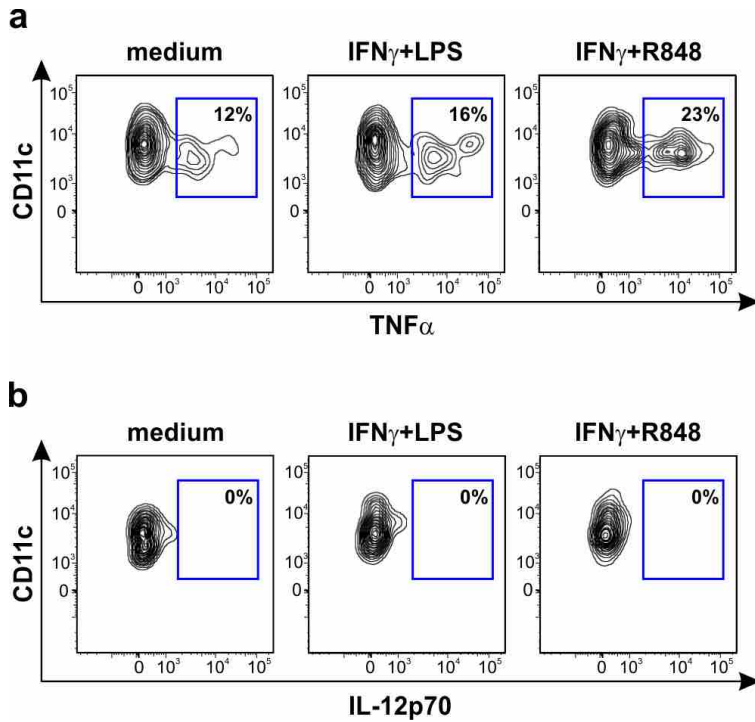 a
medium IFNγ+LPS IFNγ+R848
12% 16% 23%
10⁵ 10⁵ 10⁵
10⁴ 10⁴ 10⁴
10³ 10³ 10³
0 0 0
CD11c
0 10³ 10⁴ 10⁵ 0 10³ 10⁴ 10⁵ 0 10³ 10⁴ 10⁵
TNFα
b
medium IFNγ+LPS IFNγ+R848
0% 0% 0%
10⁵ 10⁵ 10⁵
10⁴ 10⁴ 10⁴
10³ 10³ 10³
0 0 0
CD11c
0 10³ 10⁴ 10⁵ 0 10³ 10⁴ 10⁵ 0 10³ 10⁴ 10⁵
IL-12p70